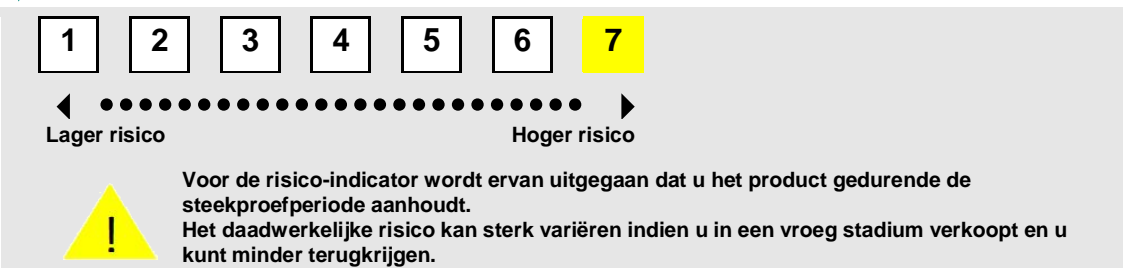 1 2 3 4 5 6 7
Lager risico Hoger risico
Voor de risico-indicator wordt ervan uitgegaan dat u het product gedurende de
steekproefperiode aanhoudt.
Het daadwerkelijke risico kan sterk variëren indien u in een vroeg stadium verkoopt en u
kunt minder terugkrijgen.
!